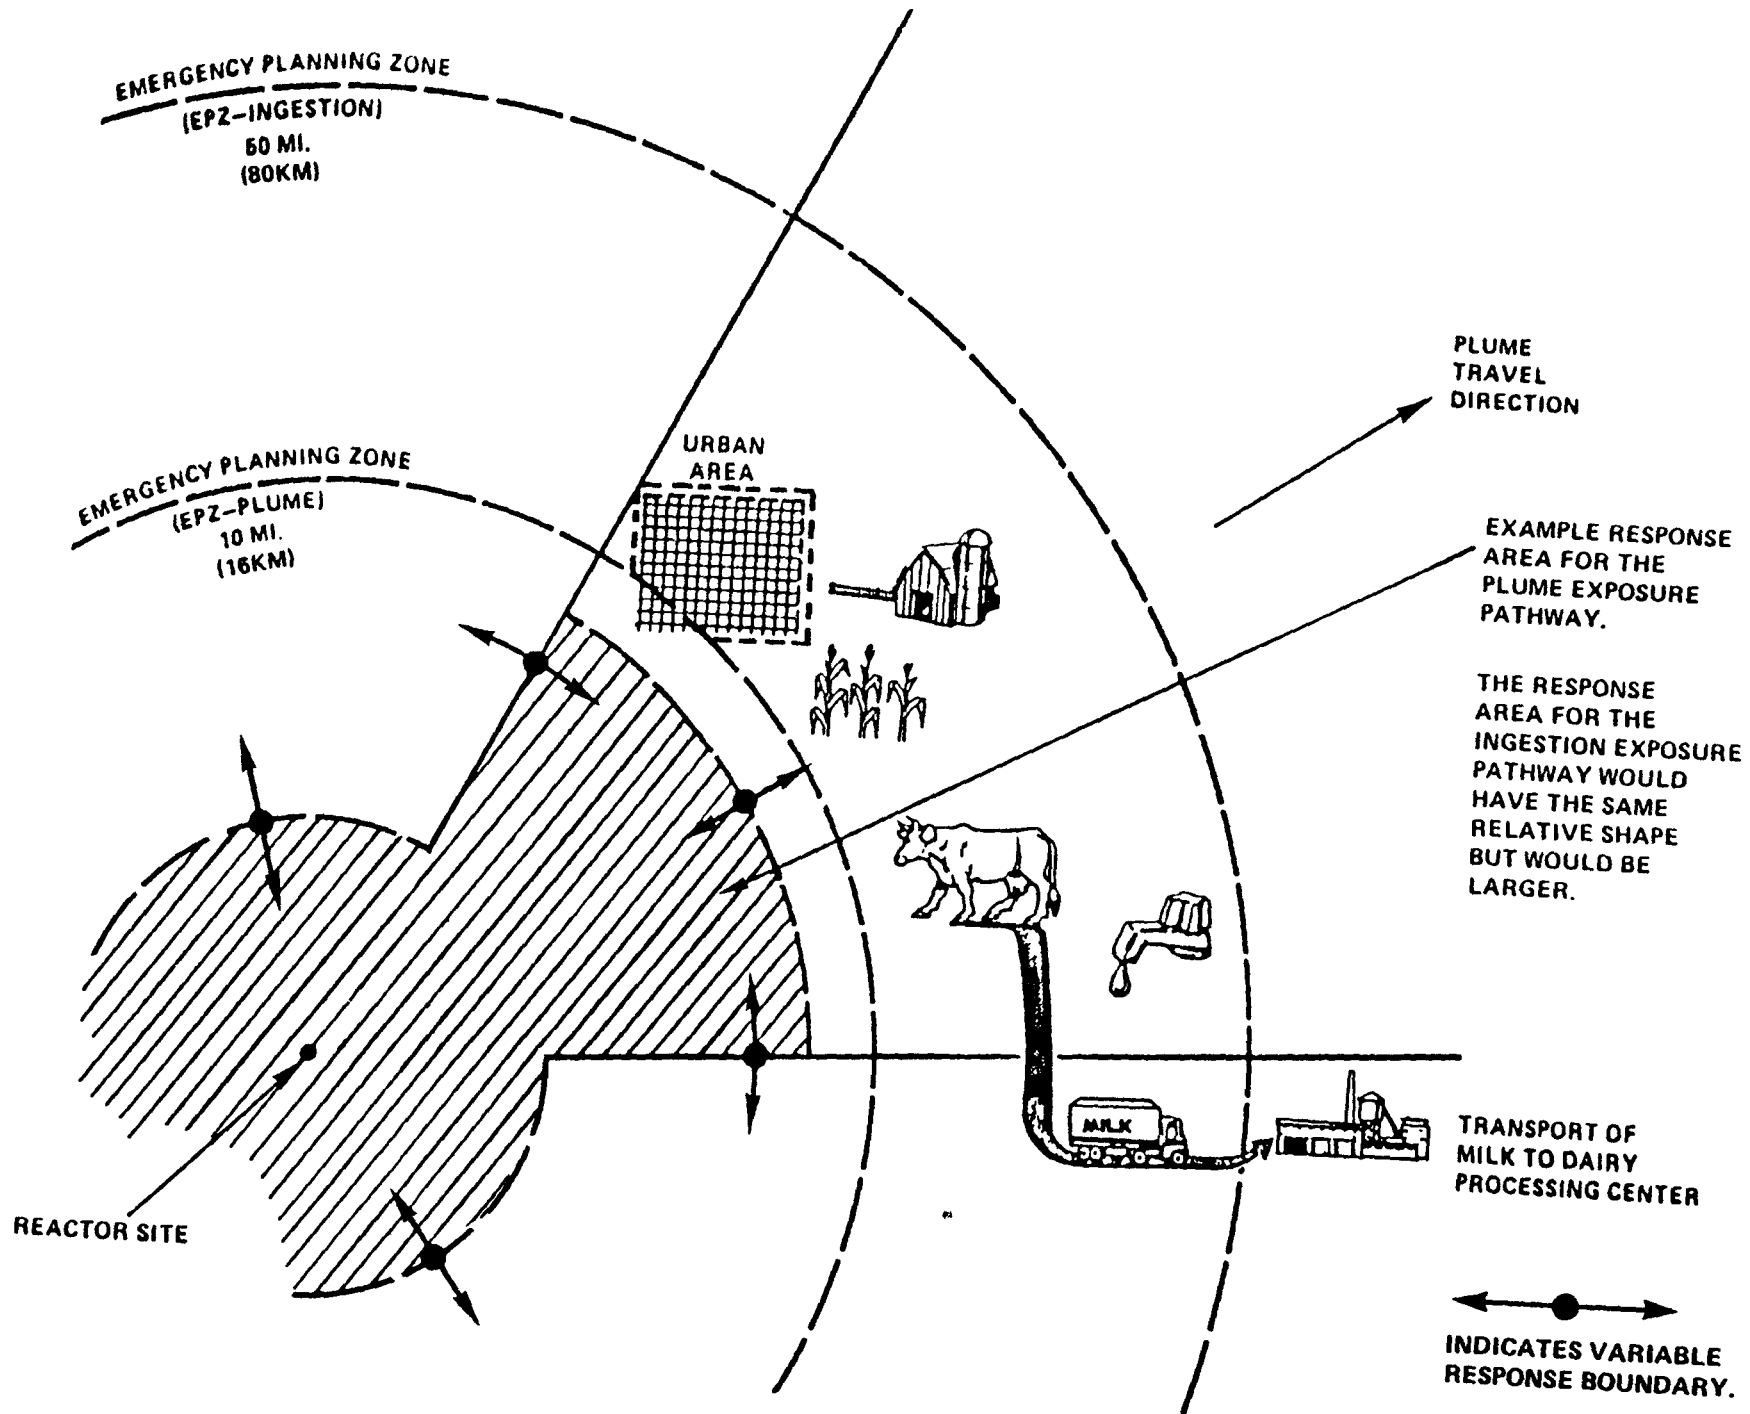 EMERGENCY PLANNING ZONE
(EPZ–INGESTION)
50 MI.
(80KM)
EMERGENCY PLANNING ZONE
(EPZ–PLUME)
10 MI.
(16KM)
URBAN
AREA
PLUME
TRAVEL
DIRECTION
EXAMPLE RESPONSE
AREA FOR THE
PLUME EXPOSURE
PATHWAY.
THE RESPONSE
AREA FOR THE
INGESTION EXPOSURE
PATHWAY WOULD
HAVE THE SAME
RELATIVE SHAPE
BUT WOULD BE
LARGER.
MILK
TRANSPORT OF
MILK TO DAIRY
PROCESSING CENTER
REACTOR SITE
INDICATES VARIABLE
RESPONSE BOUNDARY.